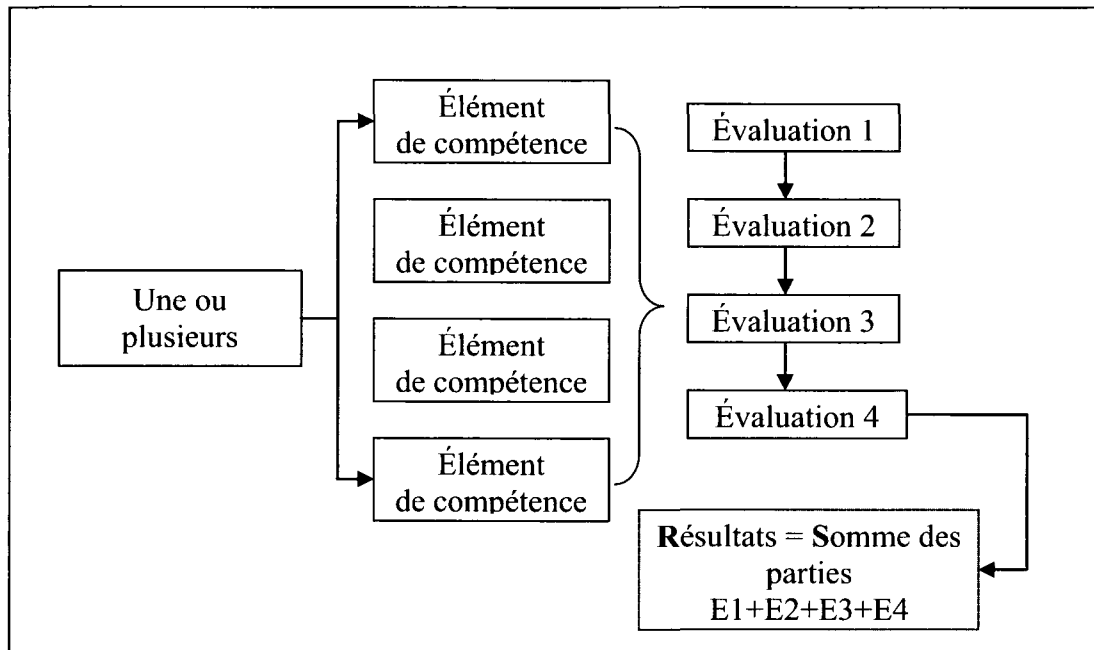 Une ou
plusieurs
Élément
de compétence
Élément
de compétence
Élément
de compétence
Élément
de compétence
Évaluation 1
Évaluation 2
Évaluation 3
Évaluation 4
Résultats = Somme des
parties
E1+E2+E3+E4